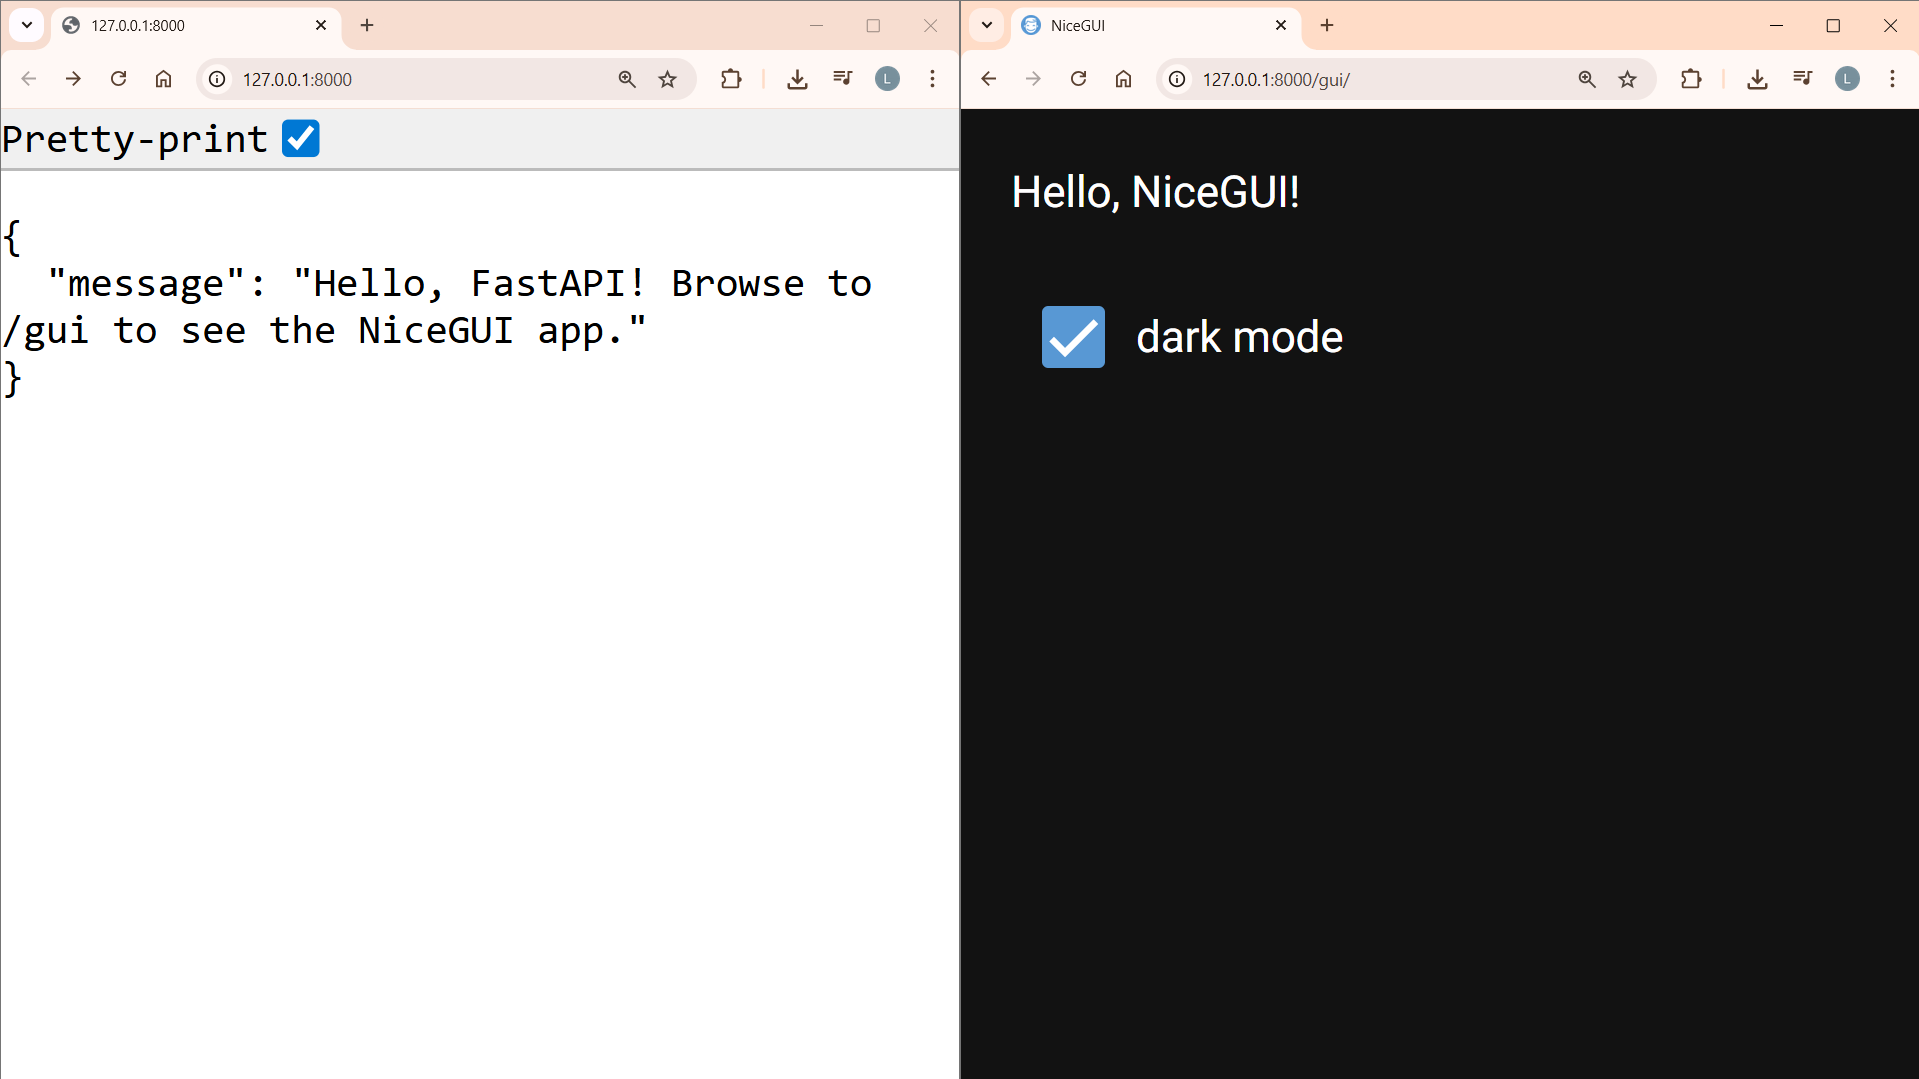 127.0.0.1:8000
127.0.0.1:8000
L
Pretty-print
{
"message": "Hello, FastAPI! Browse to
/gui to see the NiceGUI app."
}
NiceGUI
127.0.0.1:8000/gui/
L
Hello, NiceGUI!
dark mode